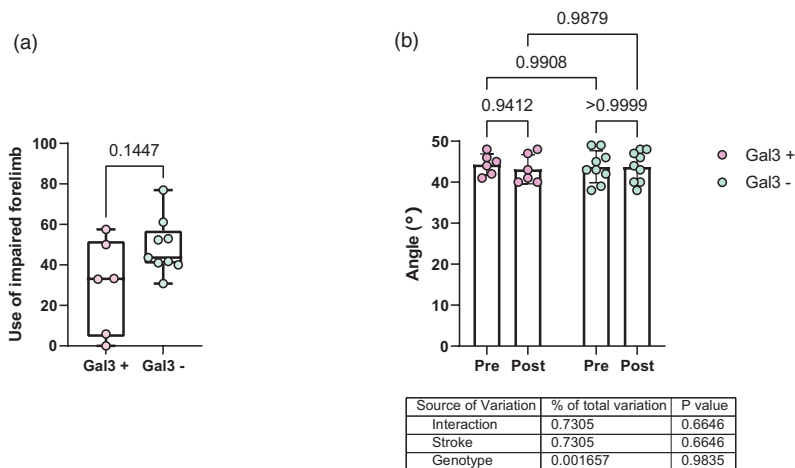 (a)
0.1447
Use of impaired forelimb
100
80
60
40
20
0
Gal3 +
Gal3 -
(b)
0.9879
0.9908
0.9412
>0.9999
Angle (°)
50
40
30
20
10
0
Pre
Post
Pre
Post
Gal3 +
Gal3 -
Source of Variation % of total variation P value
Interaction 0.7305 0.6646
Stroke 0.7305 0.6646
Genotype 0.001657 0.9835